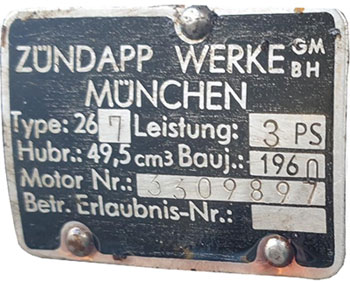 ZÜNDAPP WERKE GM BH
MÜNCHEN
Type: 267 Leistung: 3 PS
Hubr.: 49,5 cm³ Bauj.: 1960
Motor Nr.: 3309897
Betr. Erlaubnis-Nr.: